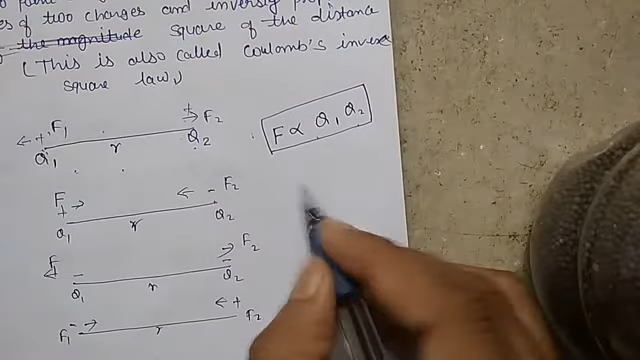 es of two charges and inversly prop
the magnitude square of the distance
(This is also called Coulomb's inverse
square law)
+ F₁ + F₂
Q₁ r Q₂
F ∝ Q₁ Q₂
F + - F₂
Q₁ r Q₂
F - - F₂
Q₁ r Q₂
F₁ - r + F₂